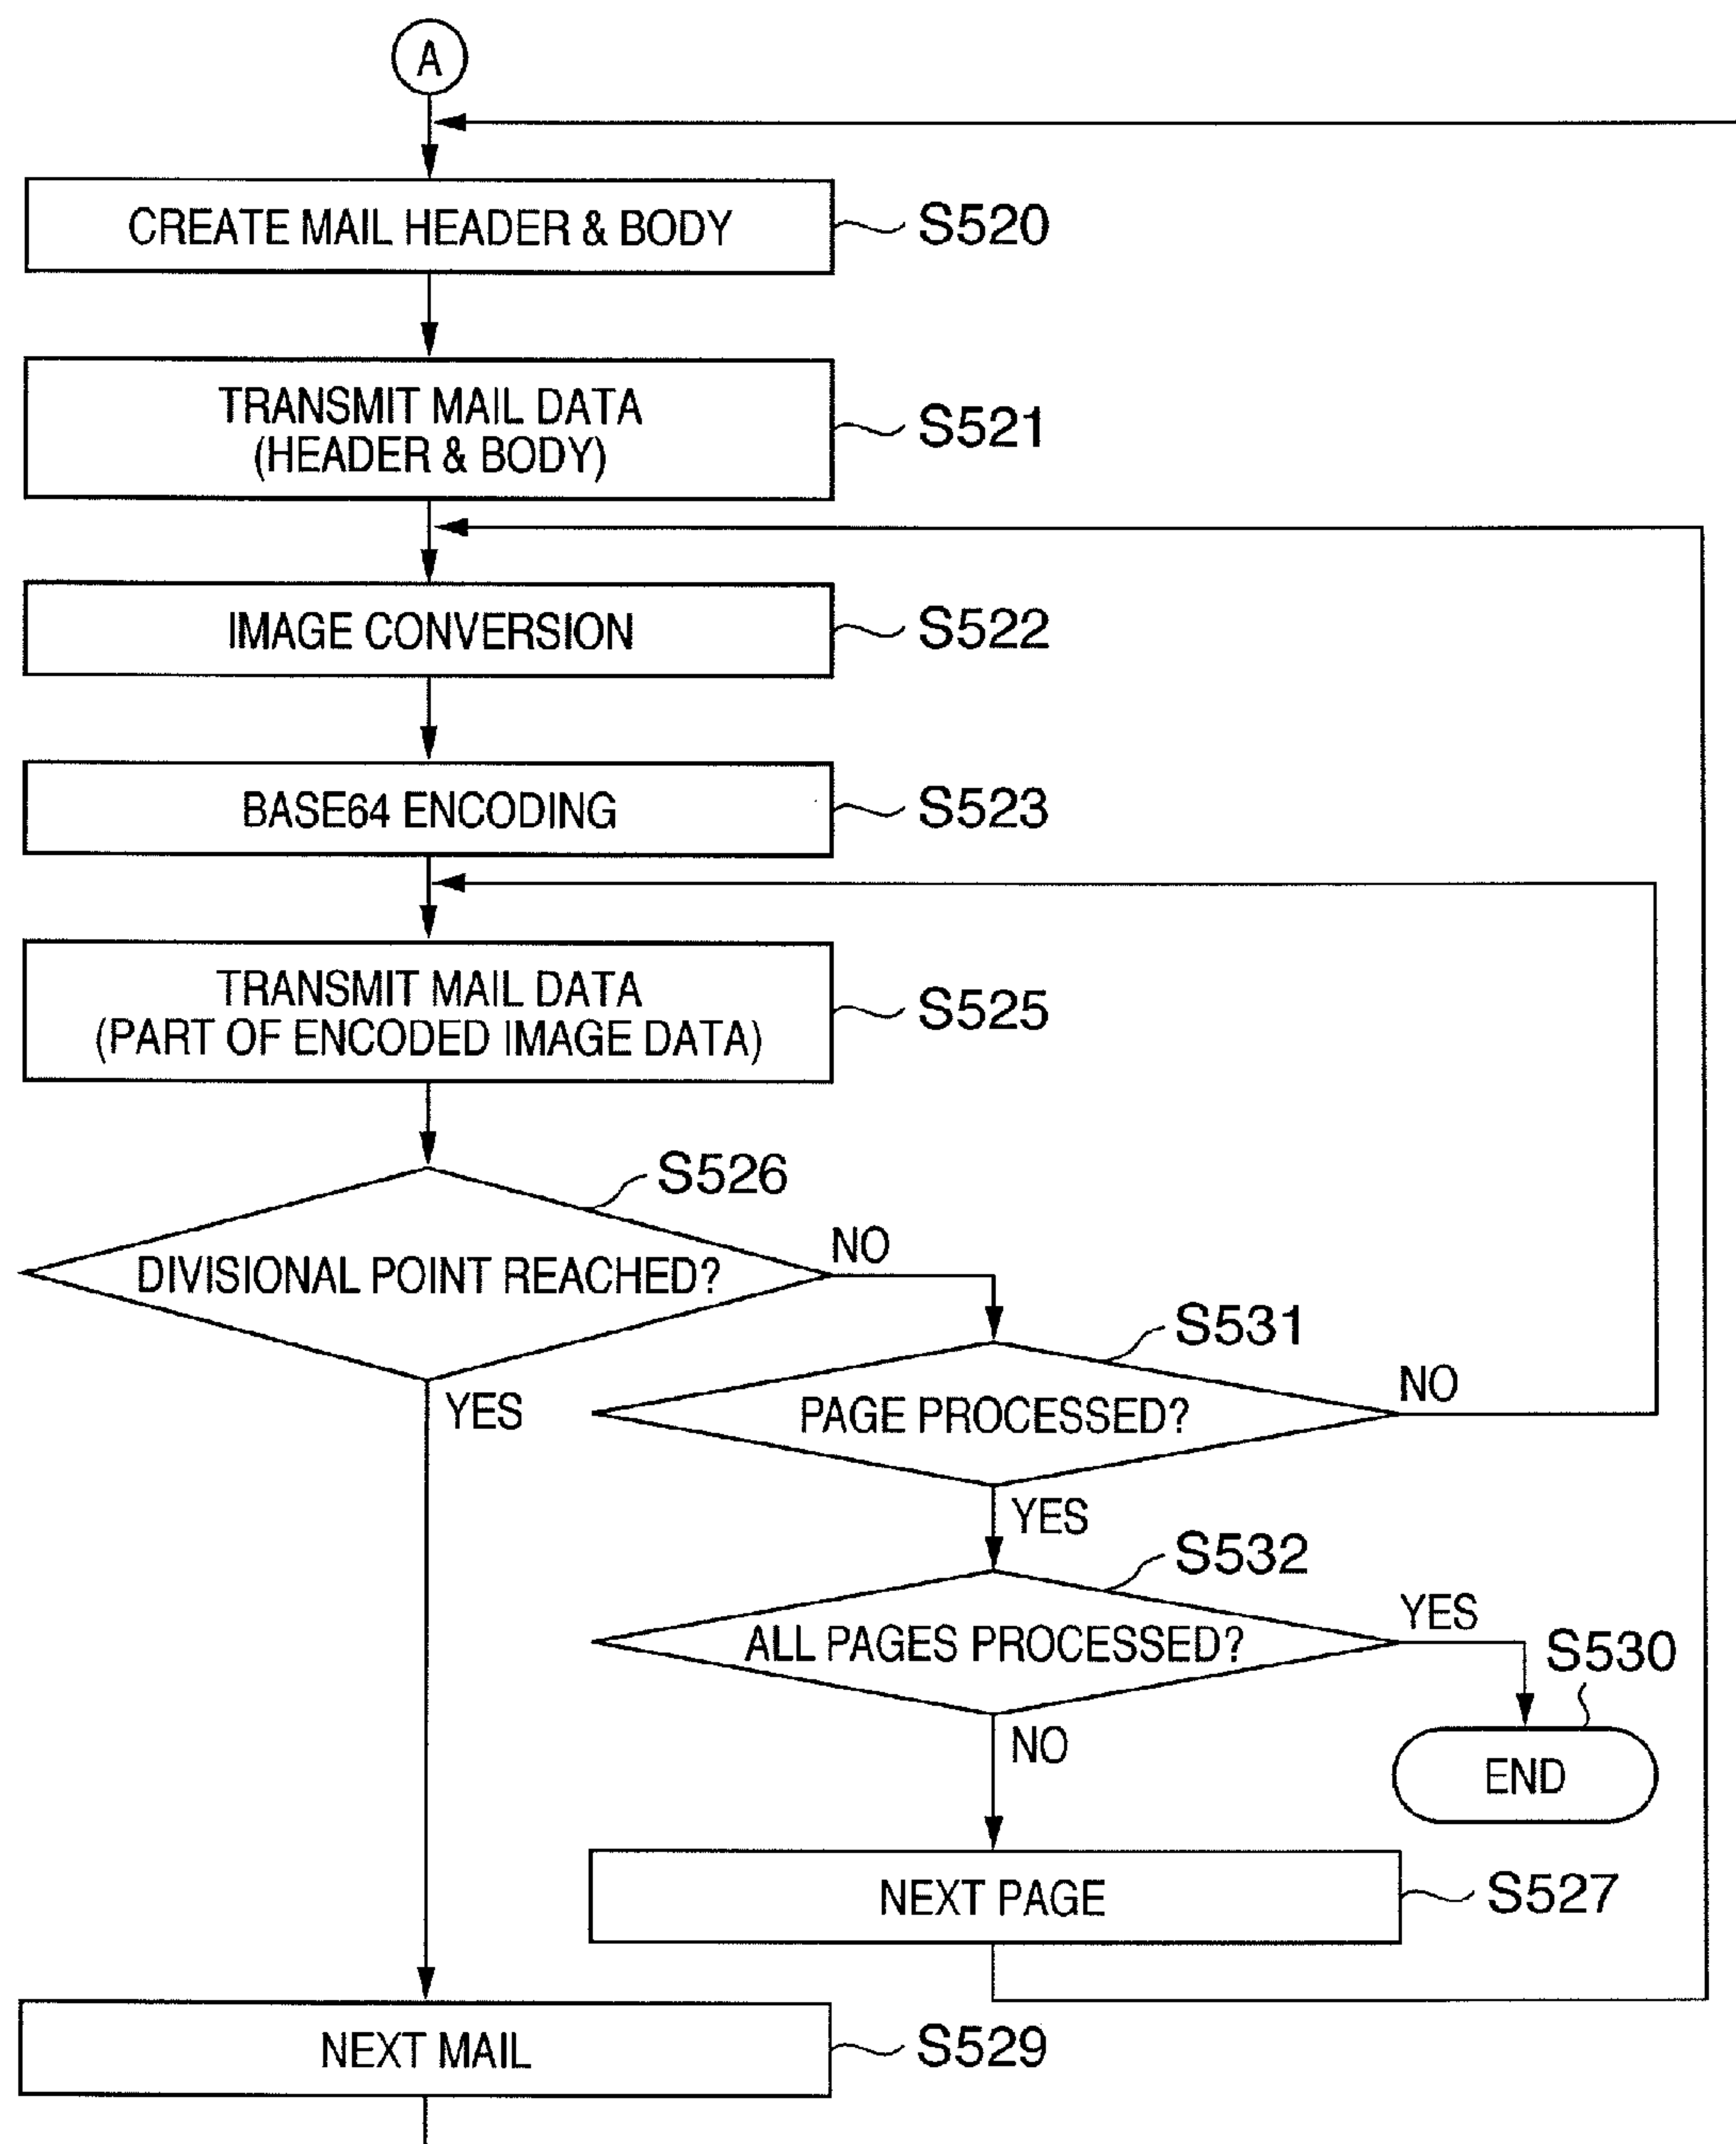 A
CREATE MAIL HEADER & BODY
S520
TRANSMIT MAIL DATA
(HEADER & BODY)
S521
IMAGE CONVERSION
S522
BASE64 ENCODING
S523
TRANSMIT MAIL DATA
(PART OF ENCODED IMAGE DATA)
S525
S526
DIVISIONAL POINT REACHED?
NO
YES
S531
PAGE PROCESSED?
NO
YES
S532
ALL PAGES PROCESSED?
YES
S530
END
NO
NEXT PAGE
S527
NEXT MAIL
S529